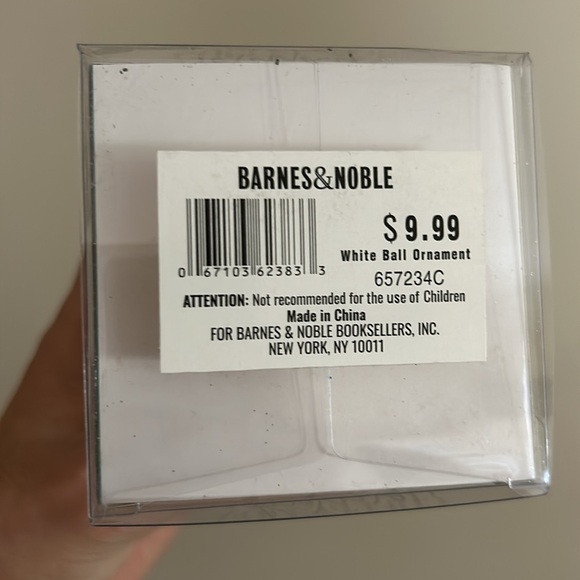 BARNES&NOBLE
$9.99
White Ball Ornament
0 67103 62383 3
657234C
ATTENTION: Not recommended for the use of Children
Made in China
FOR BARNES & NOBLE BOOKSELLERS, INC.
NEW YORK, NY 10011